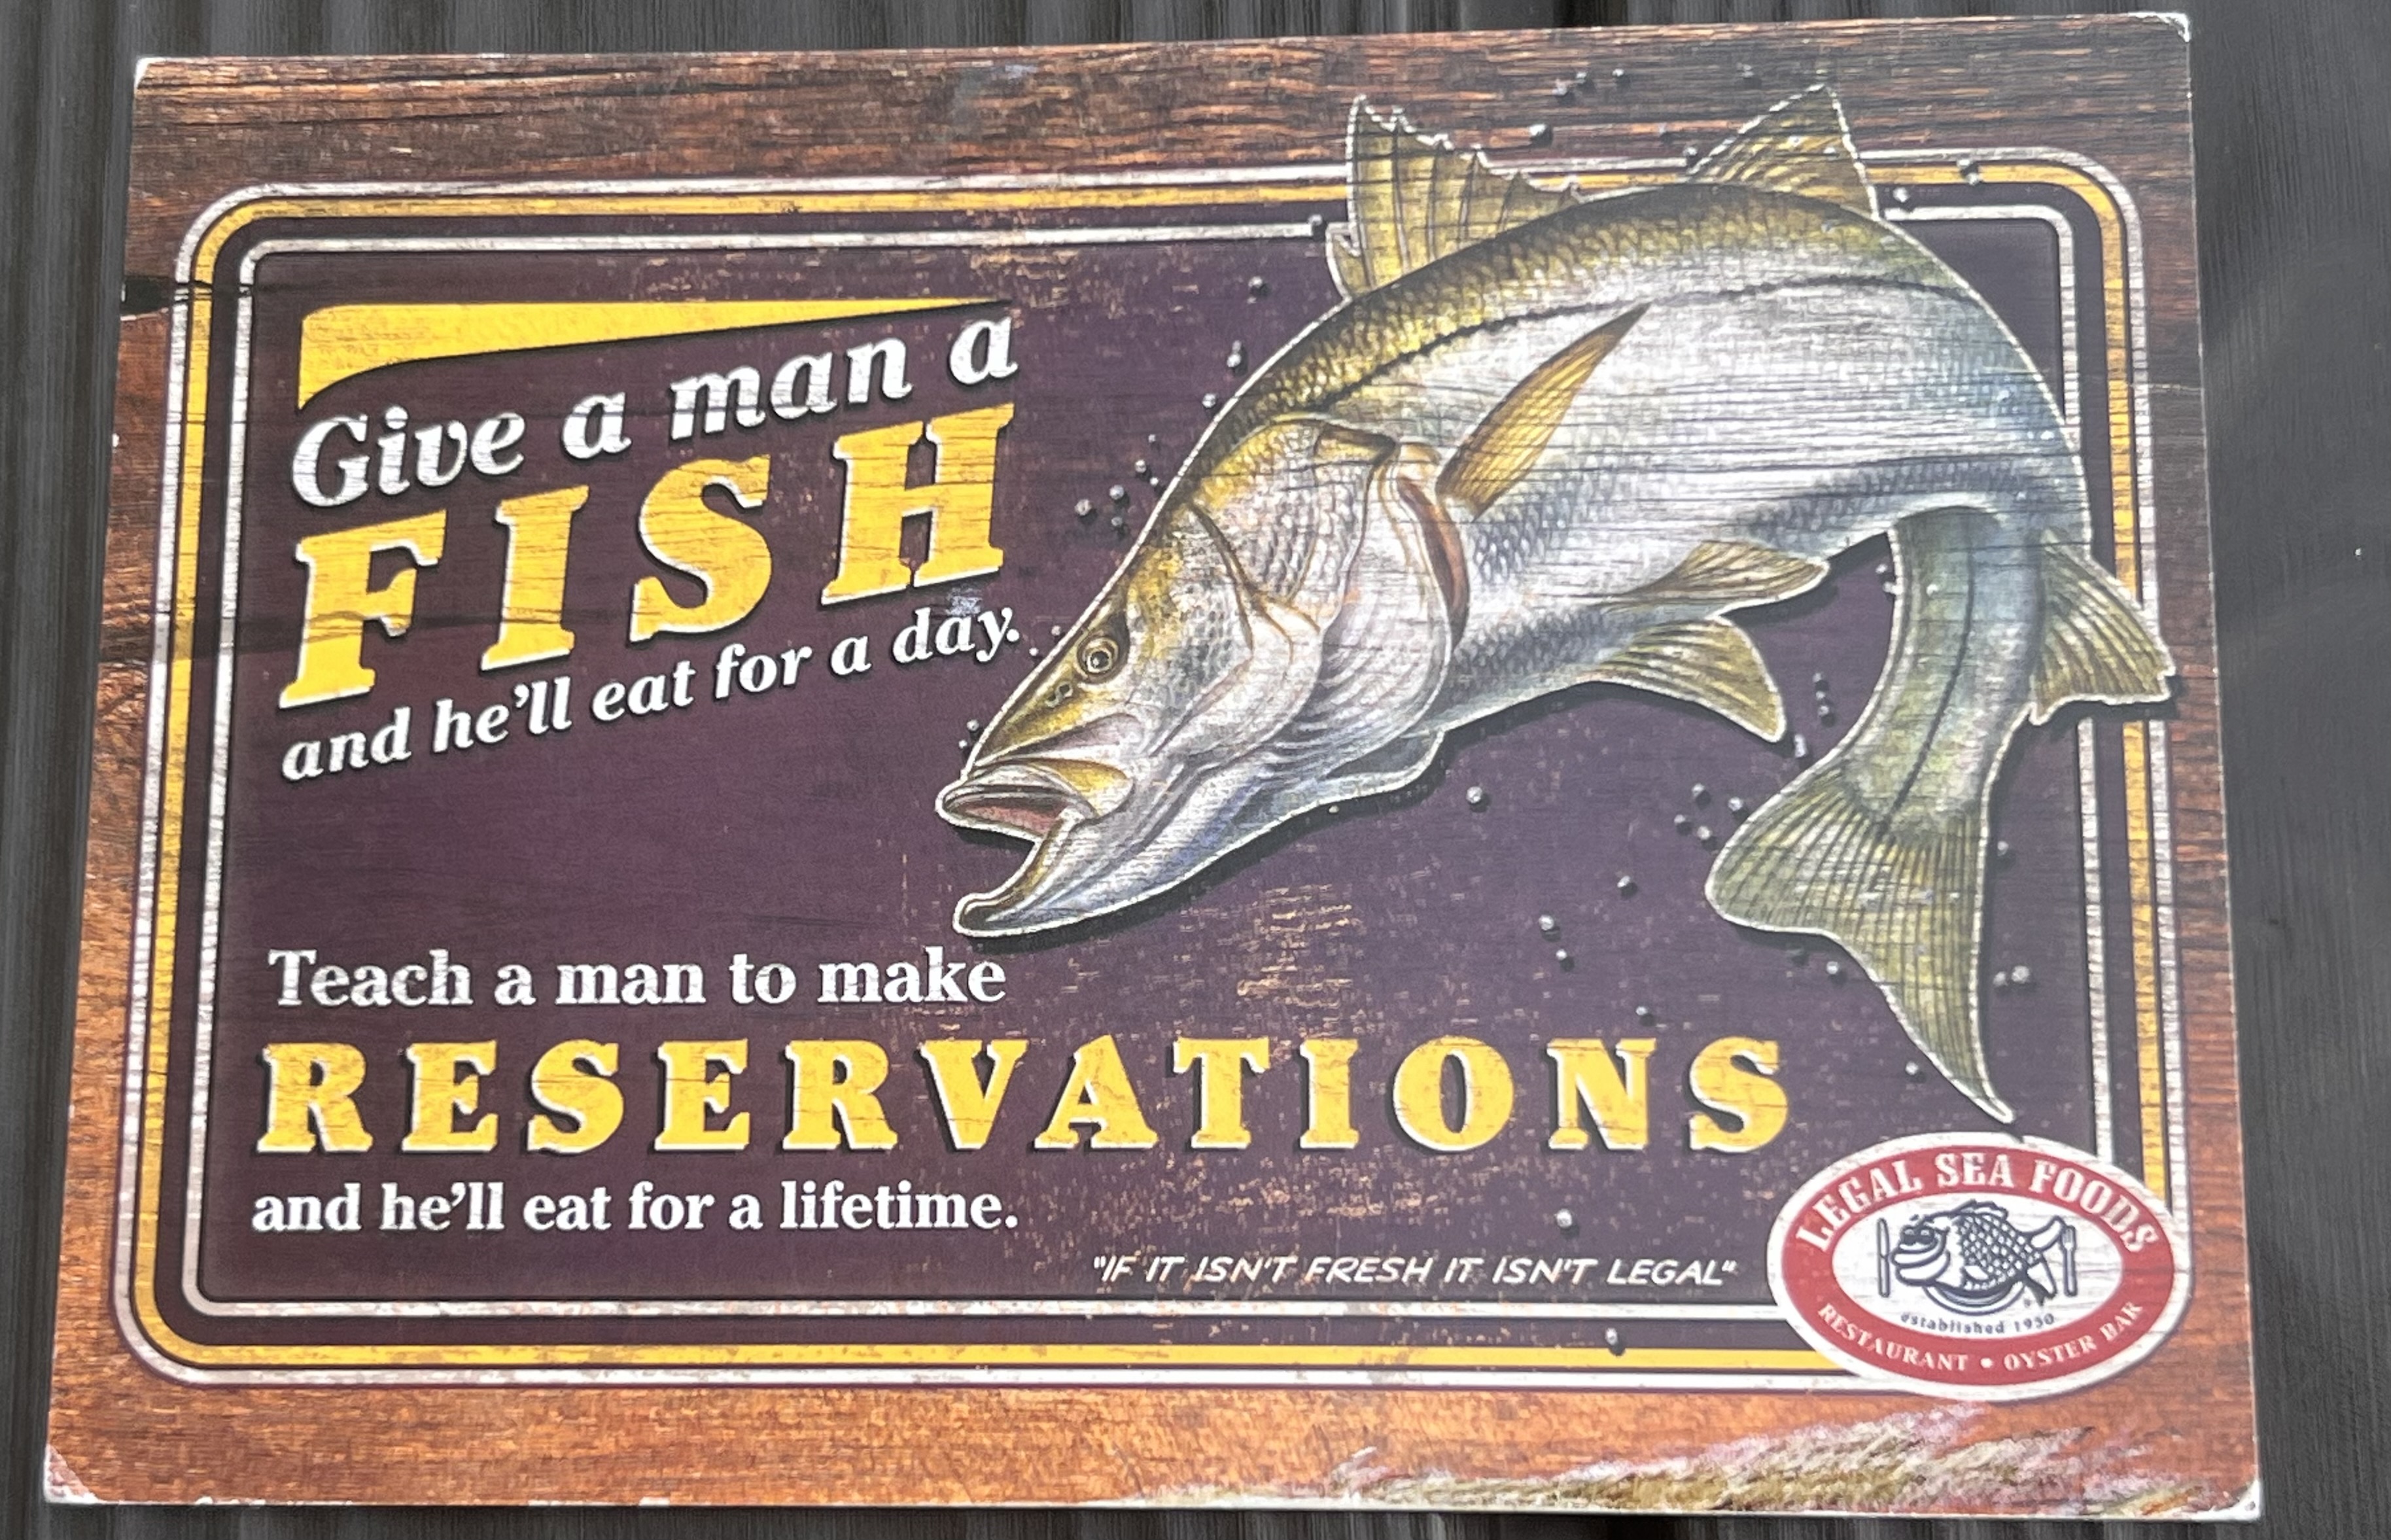 Give a man a
FISH
and he'll eat for a day.
Teach a man to make
RESERVATIONS
and he'll eat for a lifetime.
"IF IT ISN'T FRESH IT ISN'T LEGAL"
LEGAL SEA FOODS
established 1950
RESTAURANT • OYSTER BAR